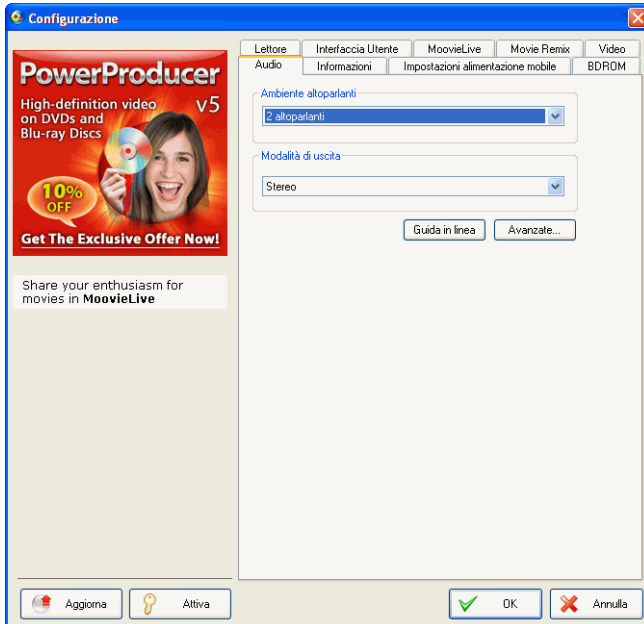 Configurazione
PowerProducer
High-definition video
on DVDs and
Blu-ray Discs
v5
10%
OFF
Get The Exclusive Offer Now!
Share your enthusiasm for
movies in MoovieLive
Lettore Interfaccia Utente MoovieLive Movie Remix Video
Audio Informazioni Impostazioni alimentazione mobile BDROM
Ambiente altoparlanti
2 altoparlanti
Modalità di uscita
Stereo
Guida in linea Avanzate...
Aggiorna Attiva OK Annulla